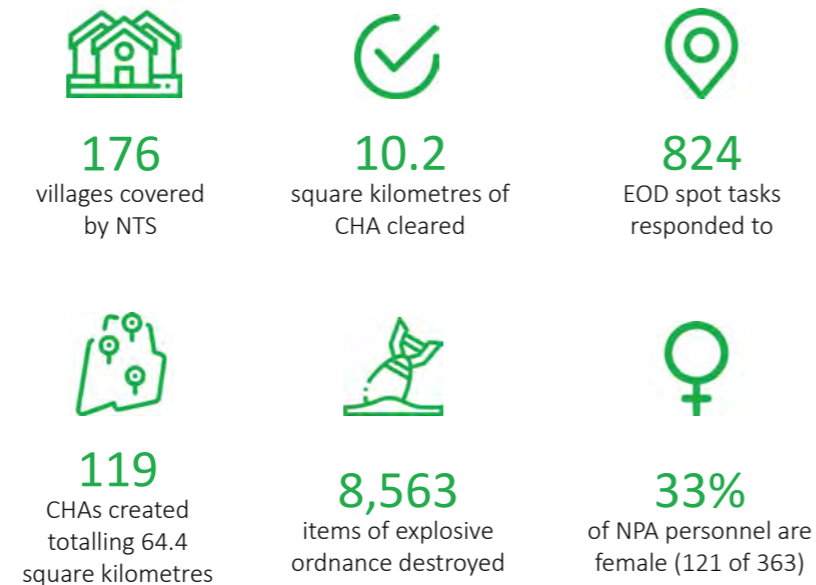 176
villages covered
by NTS
10.2
square kilometres of
CHA cleared
824
EOD spot tasks
responded to
119
CHAs created
totalling 64.4
square kilometres
8,563
items of explosive
ordnance destroyed
33%
of NPA personnel are
female (121 of 363)